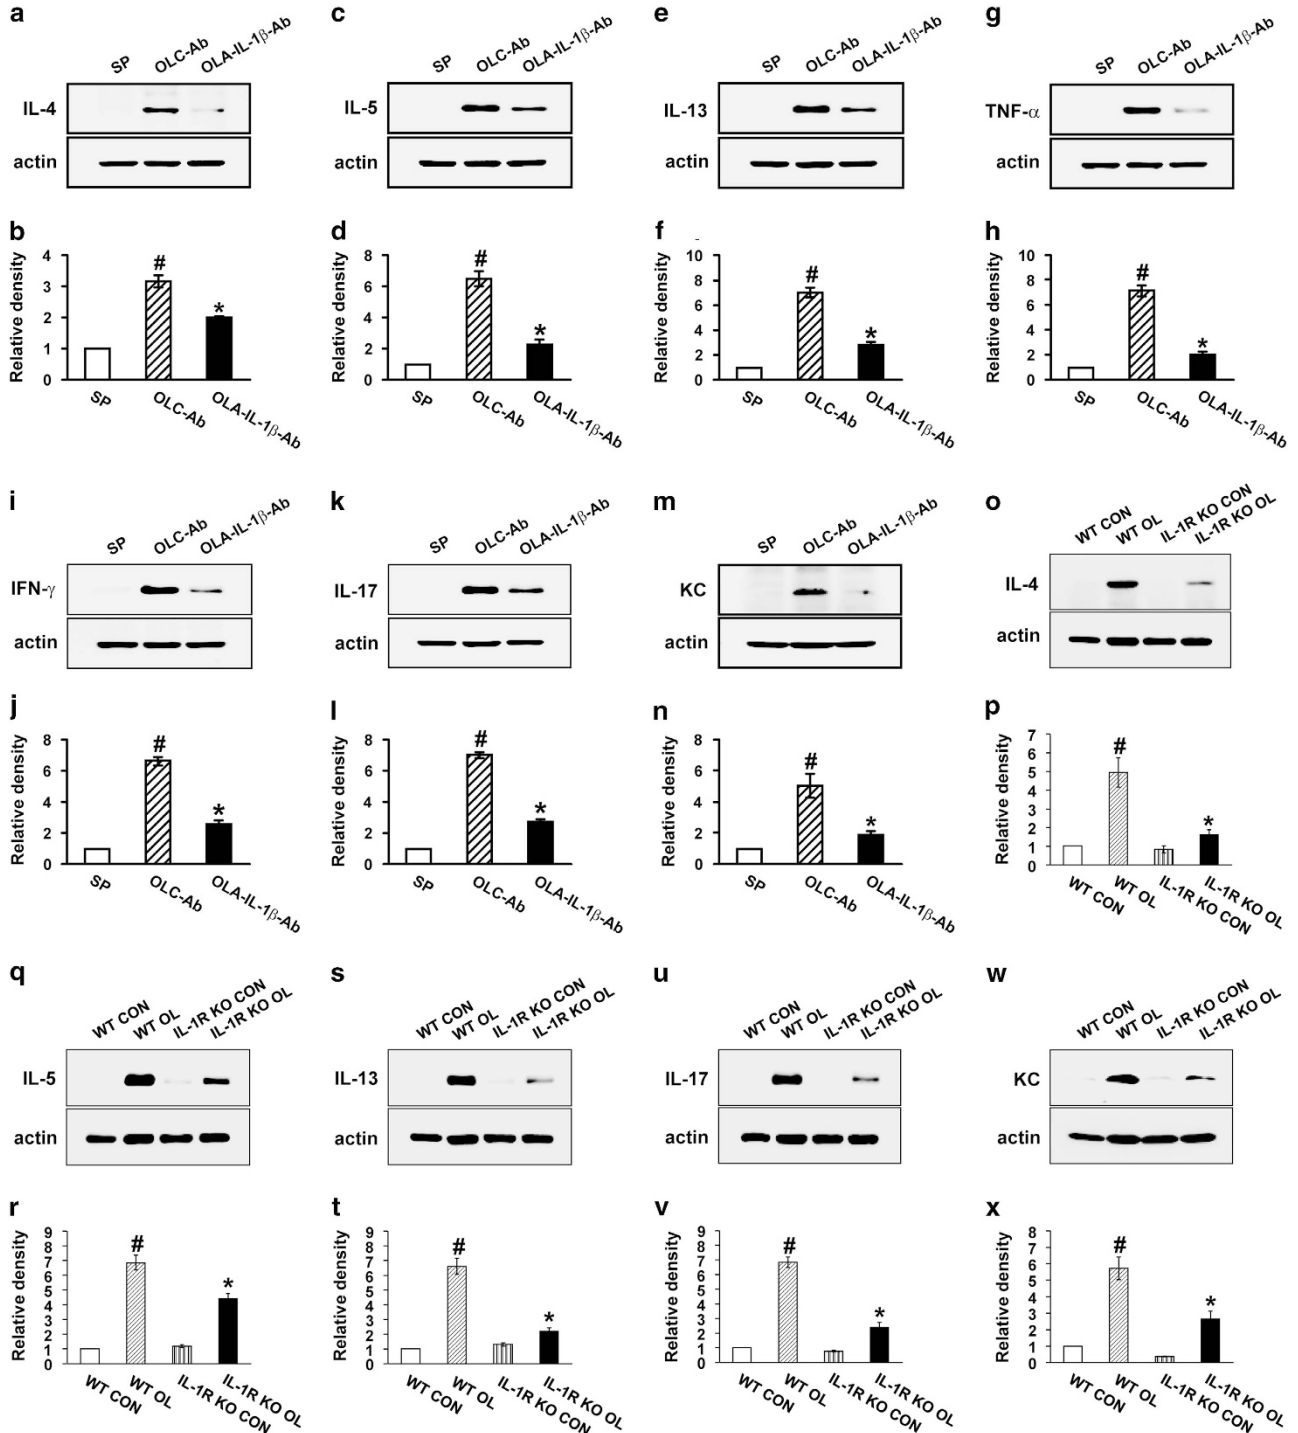 a
c
e
g
SP OLC-Ab OLA-IL-1β-Ab
SP OLC-Ab OLA-IL-1β-Ab
SP OLC-Ab OLA-IL-1β-Ab
SP OLC-Ab OLA-IL-1β-Ab
IL-4
IL-5
IL-13
TNF-α
actin
actin
actin
actin
b
d
f
h
Relative density
4
3
2
1
0
#
*
SP OLC-Ab OLA-IL-1β-Ab
Relative density
8
6
4
2
0
#
*
SP OLC-Ab OLA-IL-1β-Ab
Relative density
10
8
6
4
2
0
#
*
SP OLC-Ab OLA-IL-1β-Ab
Relative density
10
8
6
4
2
0
#
*
SP OLC-Ab OLA-IL-1β-Ab
i
k
m
o
SP OLC-Ab OLA-IL-1β-Ab
SP OLC-Ab OLA-IL-1β-Ab
SP OLC-Ab OLA-IL-1β-Ab
WT CON WT OL IL-1R KO CON IL-1R KO OL
IFN-γ
IL-17
KC
IL-4
actin
actin
actin
actin
j
l
n
p
Relative density
8
6
4
2
0
#
*
SP OLC-Ab OLA-IL-1β-Ab
Relative density
8
6
4
2
0
#
*
SP OLC-Ab OLA-IL-1β-Ab
Relative density
8
6
4
2
0
#
*
SP OLC-Ab OLA-IL-1β-Ab
Relative density
7
6
5
4
3
2
1
0
#
*
WT CON WT OL IL-1R KO CON IL-1R KO OL
q
s
u
w
WT CON WT OL IL-1R KO CON IL-1R KO OL
WT CON WT OL IL-1R KO CON IL-1R KO OL
WT CON WT OL IL-1R KO CON IL-1R KO OL
WT CON WT OL IL-1R KO CON IL-1R KO OL
IL-5
IL-13
IL-17
KC
actin
actin
actin
actin
r
t
v
x
Relative density
9
8
7
6
5
4
3
2
1
0
#
*
WT CON WT OL IL-1R KO CON IL-1R KO OL
Relative density
9
8
7
6
5
4
3
2
1
0
#
*
WT CON WT OL IL-1R KO CON IL-1R KO OL
Relative density
9
8
7
6
5
4
3
2
1
0
#
*
WT CON WT OL IL-1R KO CON IL-1R KO OL
Relative density
8
7
6
5
4
3
2
1
0
#
*
WT CON WT OL IL-1R KO CON IL-1R KO OL